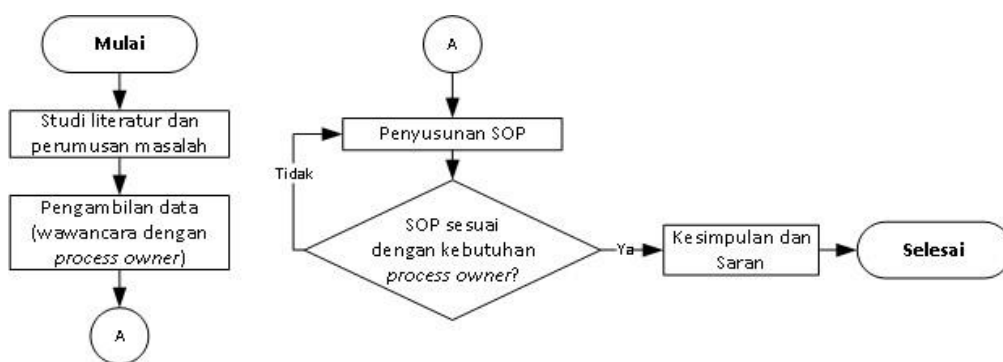 Mulai
Studi literatur dan
perumusan masalah
Pengambilan data
(wawancara dengan
process owner)
A
A
Penyusunan SOP
Tidak
SOP sesuai
dengan kebutuhan
process owner?
Ya
Kesimpulan dan
Saran
Selesai